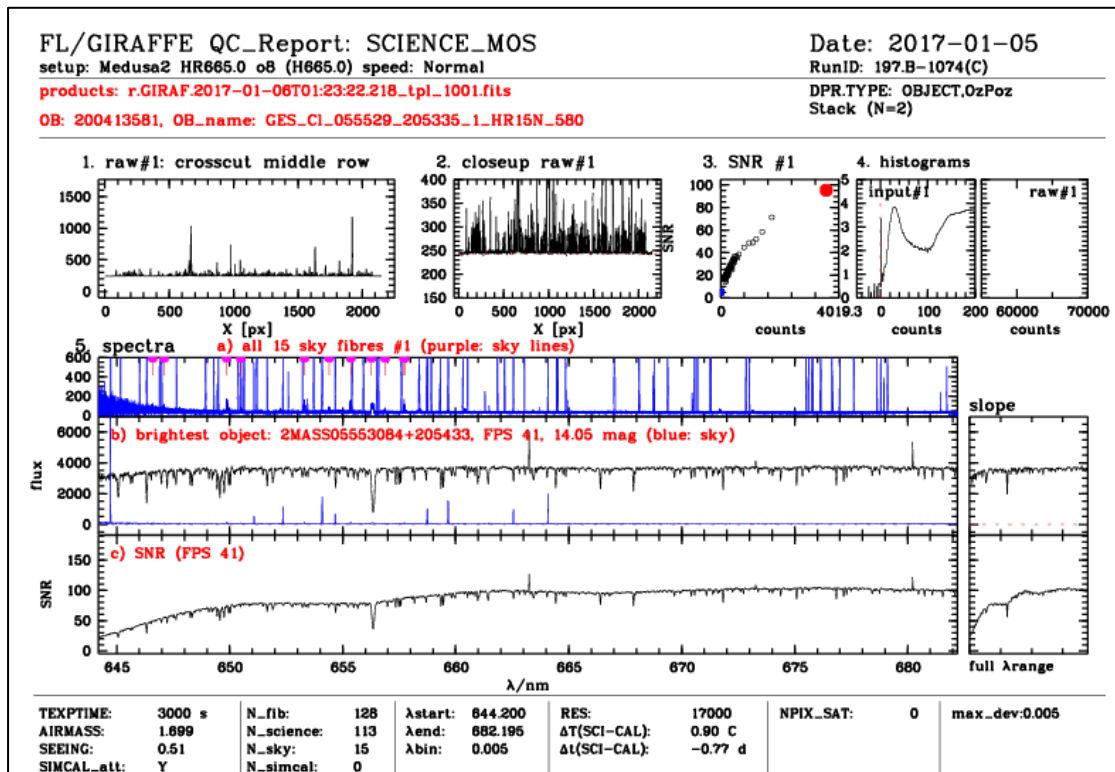 FL/GIRAFFE QC_Report: SCIENCE_MOS
Date: 2017-01-05
setup: Medusa2 HR665.0 o8 (H665.0) speed: Normal
RunID: 197.B-1074(C)
products: r.GIRAF.2017-01-06T01:23:22.218_tpl_1001.fits
DPR.TYPE: OBJECT,OzPoz
Stack (N=2)
OB: 200413581, OB_name: GES_Cl_055529_205335_1_HR15N_580
1. raw#1: crosscut middle row
2. closeup raw#1
3. SNR #1
4. histograms
1500
1000
500
0
0 1000 2000
X [px]
400
350
300
250
200
150
0 1000 2000
X [px]
SNR
100
80
60
40
20
0
4019.3
counts
input#1
5
4
3
2
1
0
0 100 200
counts
raw#1
60000 70000
counts
5. spectra
a) all 15 sky fibres #1 (purple: sky lines)
600
400
200
0
slope
b) brightest object: 2MASS05553084+205433, FPS 41, 14.05 mag (blue: sky)
flux
6000
4000
2000
0
c) SNR (FPS 41)
SNR
150
100
50
0
645 650 655 660 665 670 675 680
λ/nm
full λrange
TEXPTIME: 3000 s N_fib: 128 λstart: 644.200 RES: 17000 NPIX_SAT: 0 max_dev:0.005
AIRMASS: 1.699 N_science: 113 λend: 682.195 ΔT(SCI-CAL): 0.90 C
SEEING: 0.51 N_sky: 15 λbin: 0.005 Δt(SCI-CAL): -0.77 d
SIMCAL_att: Y N_simcal: 0